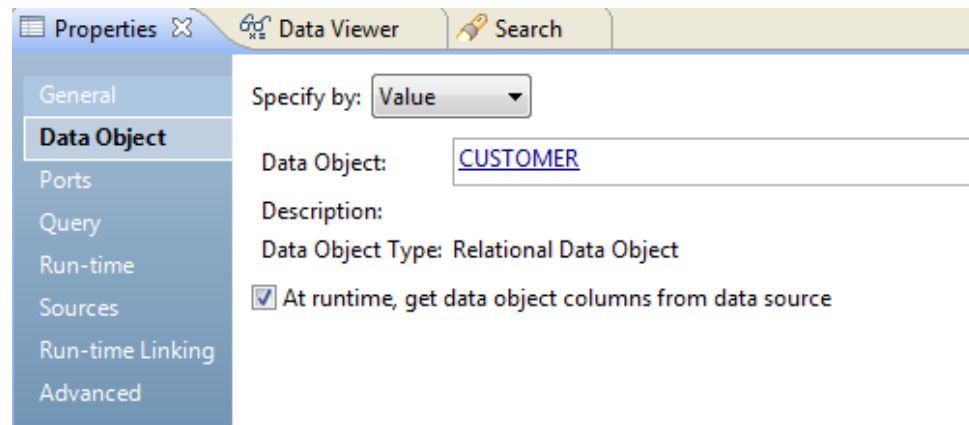 Properties Data Viewer Search
General
Specify by: Value
Data Object
Data Object: CUSTOMER
Ports
Description:
Query
Data Object Type: Relational Data Object
Run-time
At runtime, get data object columns from data source
Sources
Run-time Linking
Advanced